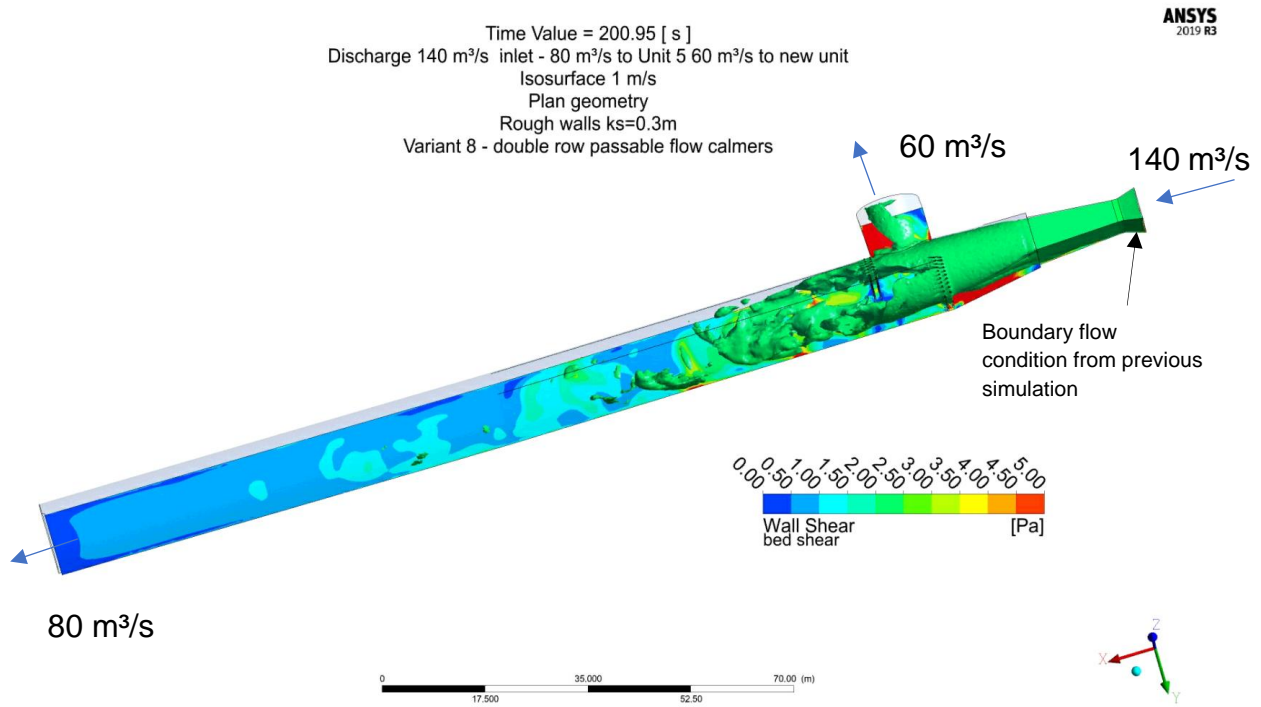 ANSYS
2019 R3
Time Value = 200.95 [ s ]
Discharge 140 m³/s  inlet - 80 m³/s to Unit 5 60 m³/s to new unit
Isosurface 1 m/s
Plan geometry
Rough walls ks=0.3m
Variant 8 - double row passable flow calmers
60 m³/s
140 m³/s
Boundary flow
condition from previous
simulation
0.00 0.50 1.00 1.50 2.00 2.50 3.00 3.50 4.00 4.50 5.00
Wall Shear [Pa]
bed shear
80 m³/s
0 35.000 70.00 (m)
17.500 52.50
Z
X
Y